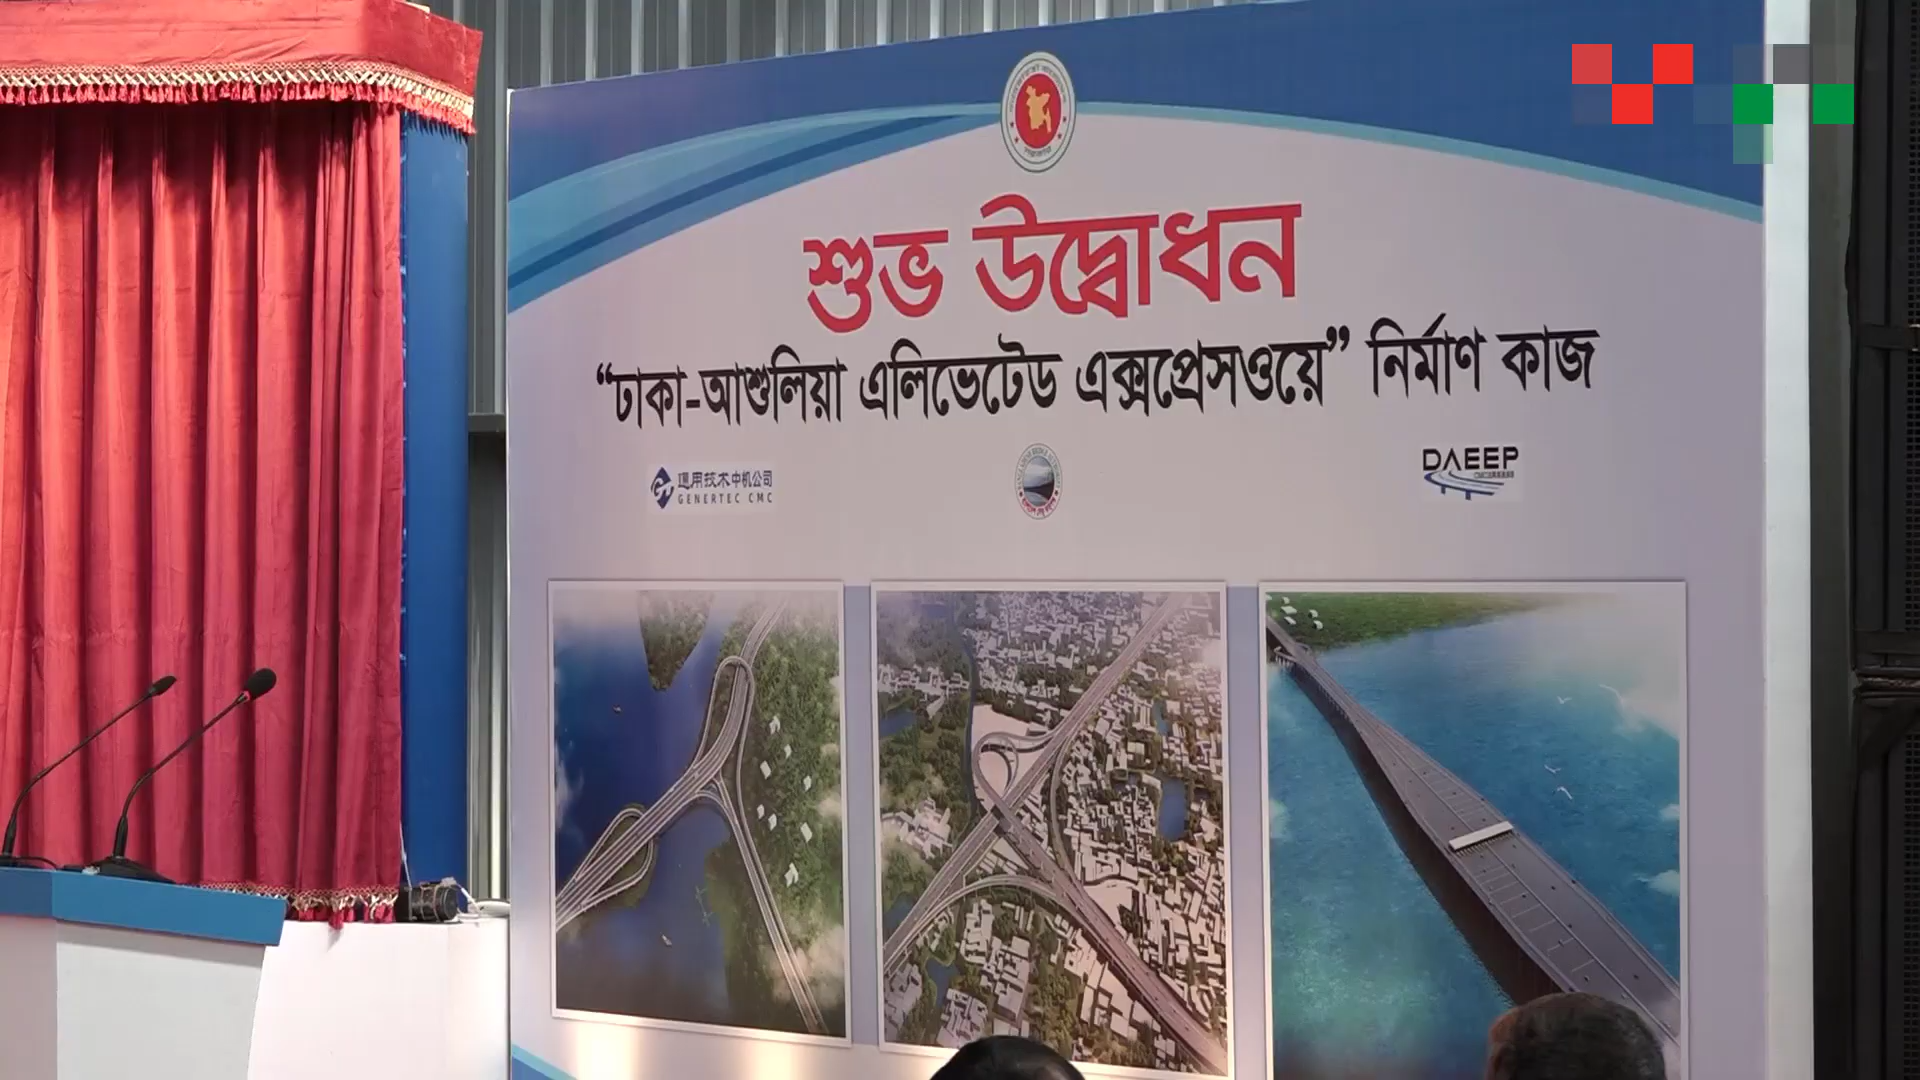 শুভ উদ্বোধন
“ঢাকা-আশুলিয়া এলিভেটেড এক্সপ্রেসওয়ে” নির্মাণ কাজ
通用技术中机公司
GENERTEC CMC
DAEEP